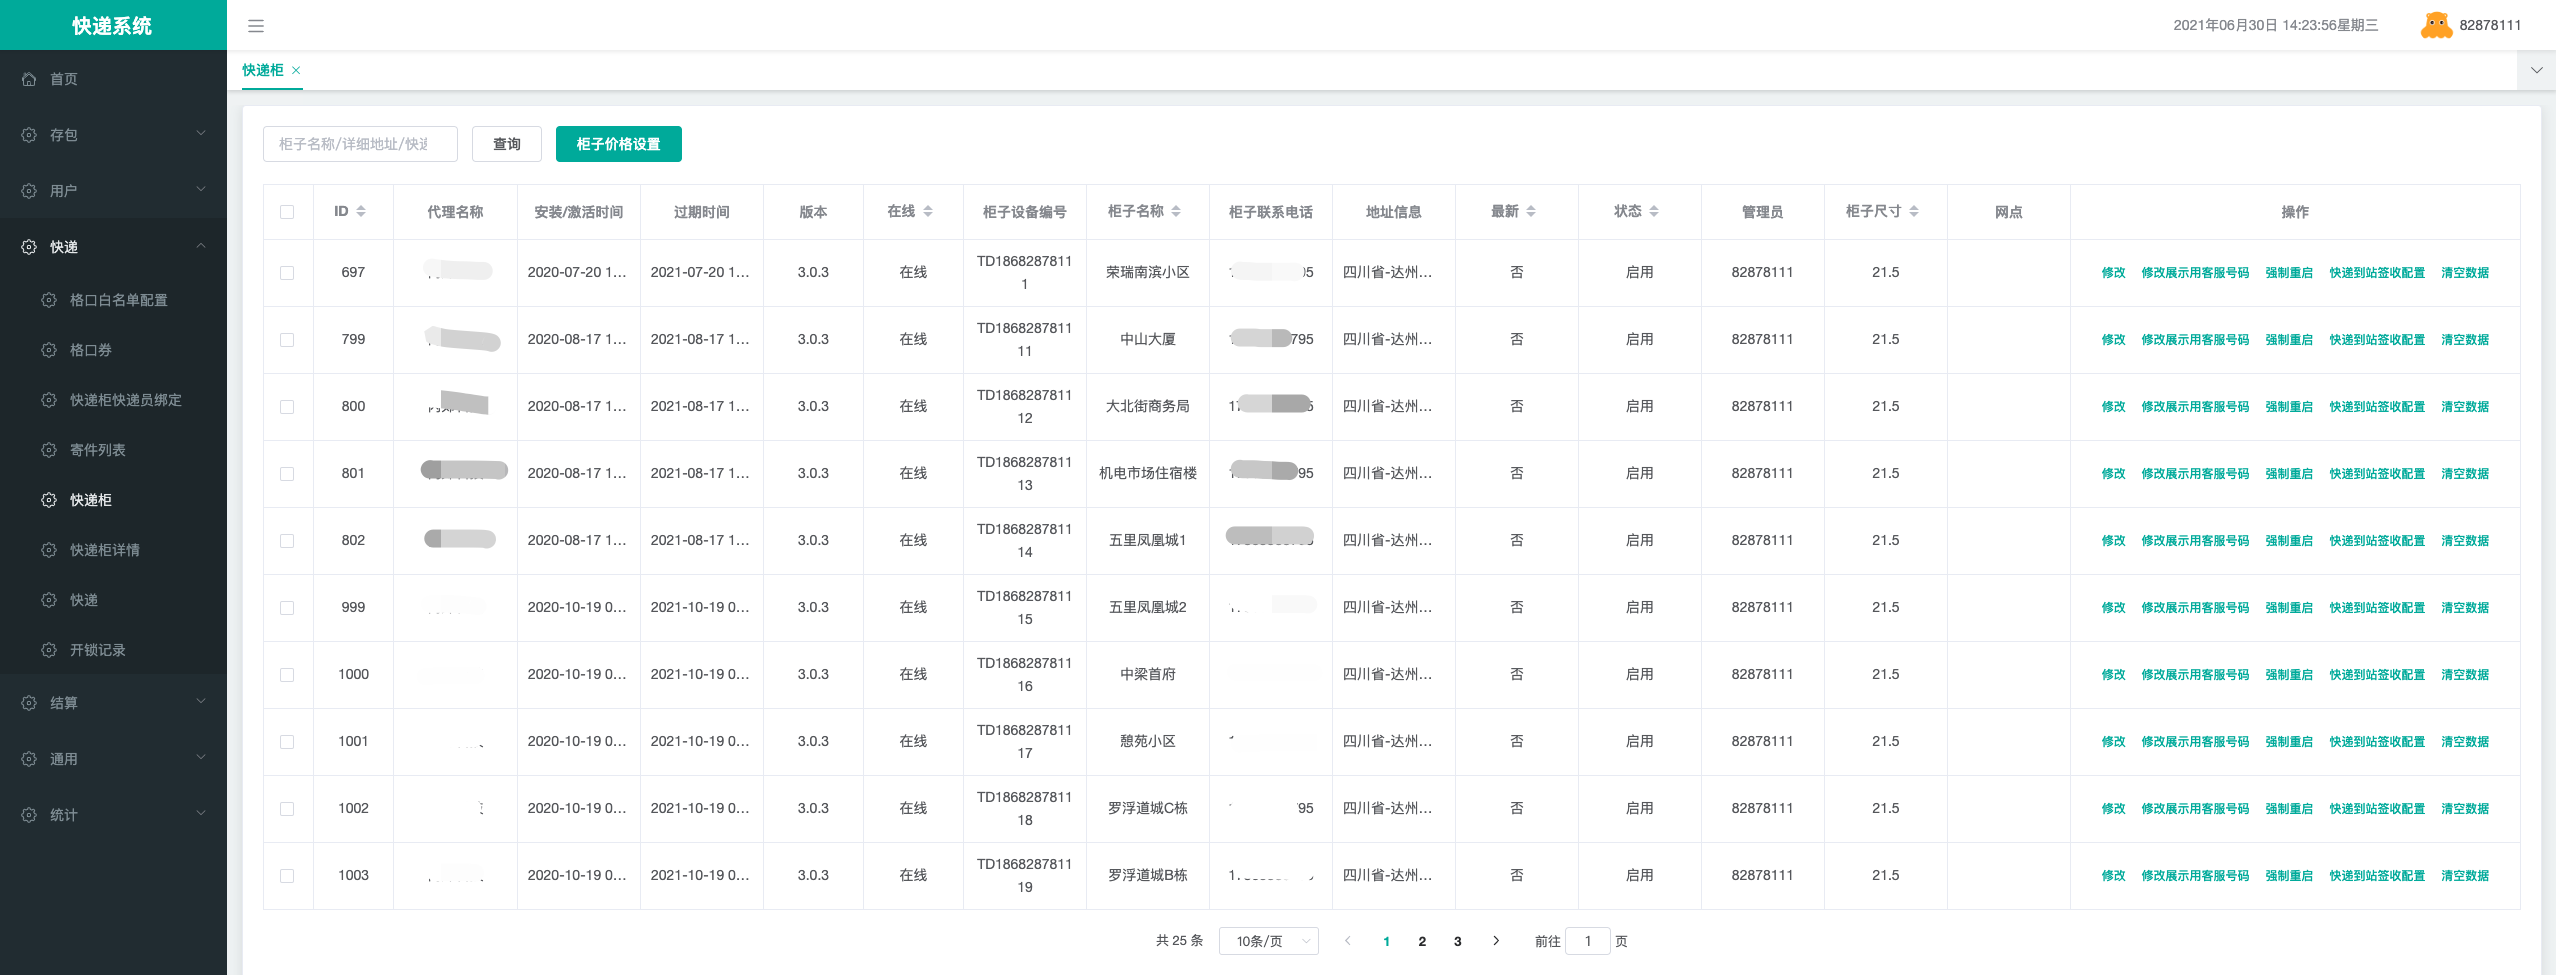 快递系统
2021年06月30日 14:23:56星期三
82878111
首页
存包
用户
快递
格口白名单配置
格口券
快递柜快递员绑定
寄件列表
快递柜
快递柜详情
快递
开锁记录
结算
通用
统计
快递柜
柜子名称/详细地址/快递
查询
柜子价格设置
ID 代理名称 安装/激活时间 过期时间 版本 在线 柜子设备编号 柜子名称 柜子联系电话 地址信息 最新 状态 管理员 柜子尺寸 网点 操作
697 2020-07-20 1... 2021-07-20 1... 3.0.3 在线 TD18682878111 荣瑞南滨小区 四川省-达州... 否 启用 82878111 21.5 修改 修改展示用客服号码 强制重启 快递到站签收配置 清空数据
799 2020-08-17 1... 2021-08-17 1... 3.0.3 在线 TD186828781111 中山大厦 795 四川省-达州... 否 启用 82878111 21.5 修改 修改展示用客服号码 强制重启 快递到站签收配置 清空数据
800 2020-08-17 1... 2021-08-17 1... 3.0.3 在线 TD186828781112 大北街商务局 四川省-达州... 否 启用 82878111 21.5 修改 修改展示用客服号码 强制重启 快递到站签收配置 清空数据
801 2020-08-17 1... 2021-08-17 1... 3.0.3 在线 TD186828781113 机电市场住宿楼 95 四川省-达州... 否 启用 82878111 21.5 修改 修改展示用客服号码 强制重启 快递到站签收配置 清空数据
802 2020-08-17 1... 2021-08-17 1... 3.0.3 在线 TD186828781114 五里凤凰城1 四川省-达州... 否 启用 82878111 21.5 修改 修改展示用客服号码 强制重启 快递到站签收配置 清空数据
999 2020-10-19 0... 2021-10-19 0... 3.0.3 在线 TD186828781115 五里凤凰城2 四川省-达州... 否 启用 82878111 21.5 修改 修改展示用客服号码 强制重启 快递到站签收配置 清空数据
1000 2020-10-19 0... 2021-10-19 0... 3.0.3 在线 TD186828781116 中梁首府 四川省-达州... 否 启用 82878111 21.5 修改 修改展示用客服号码 强制重启 快递到站签收配置 清空数据
1001 2020-10-19 0... 2021-10-19 0... 3.0.3 在线 TD186828781117 憩苑小区 四川省-达州... 否 启用 82878111 21.5 修改 修改展示用客服号码 强制重启 快递到站签收配置 清空数据
1002 2020-10-19 0... 2021-10-19 0... 3.0.3 在线 TD186828781118 罗浮道城C栋 95 四川省-达州... 否 启用 82878111 21.5 修改 修改展示用客服号码 强制重启 快递到站签收配置 清空数据
1003 2020-10-19 0... 2021-10-19 0... 3.0.3 在线 TD186828781119 罗浮道城B栋 四川省-达州... 否 启用 82878111 21.5 修改 修改展示用客服号码 强制重启 快递到站签收配置 清空数据
共 25 条 10条/页 1 2 3 前往 1 页